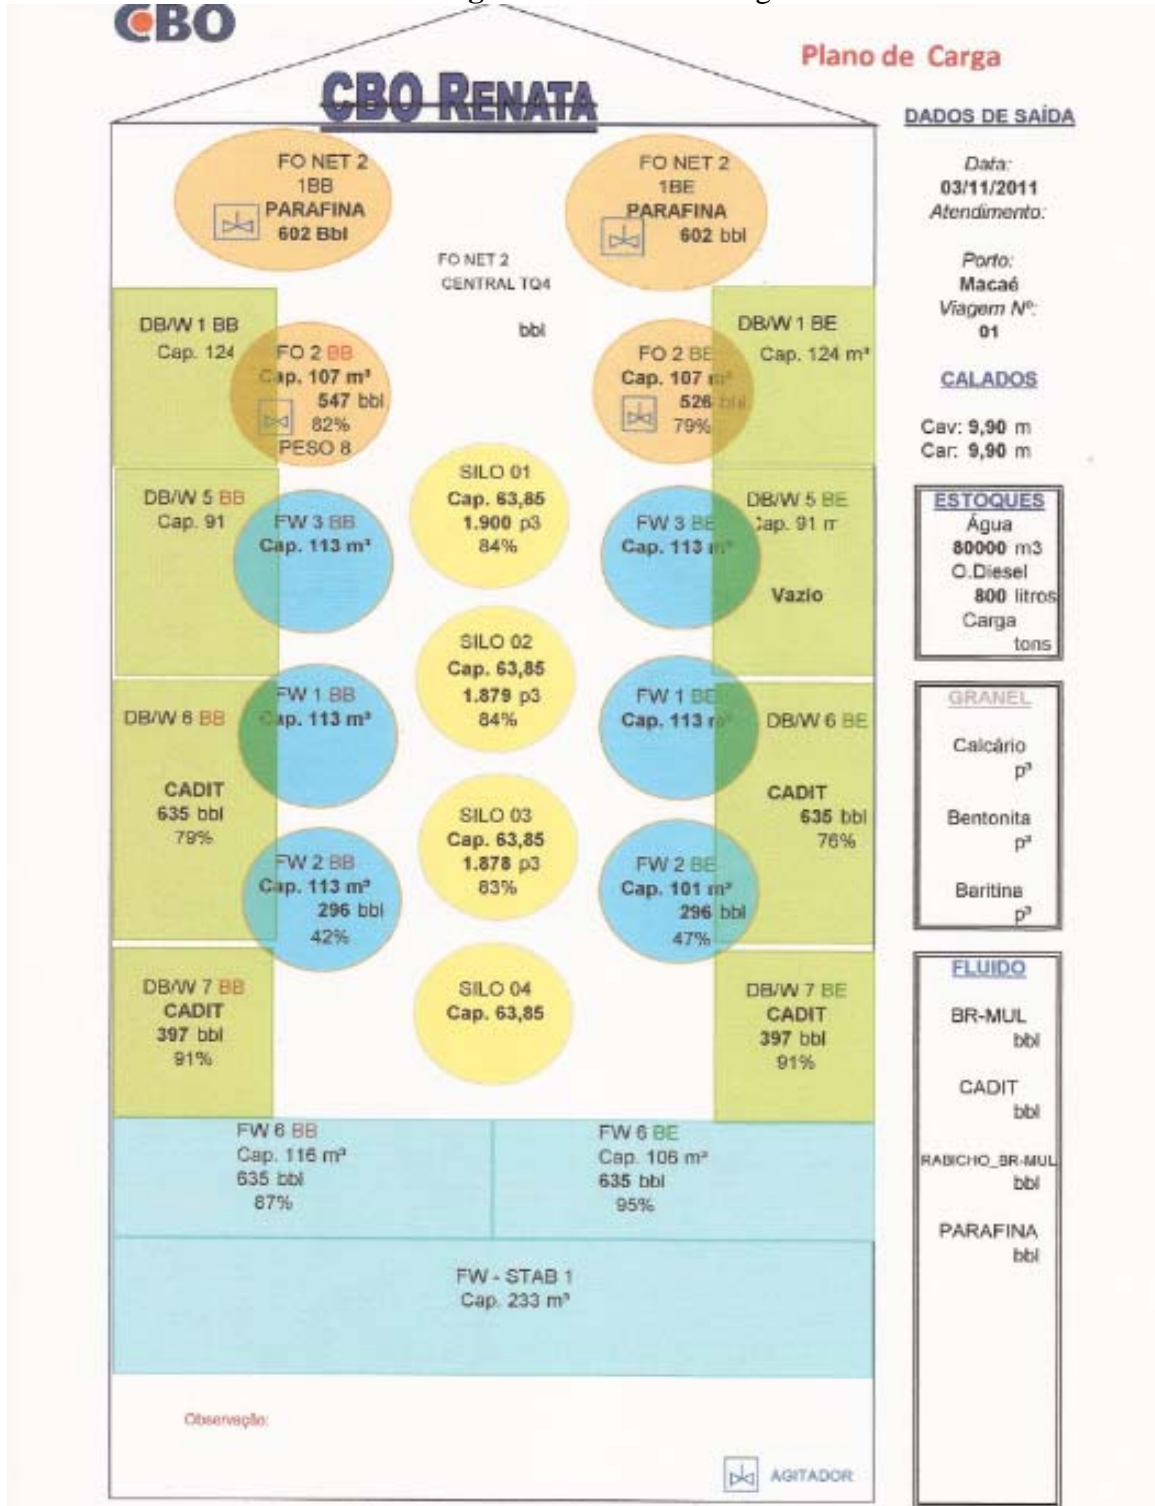 CBO
Plano de Carga
CBO RENATA
DADOS DE SAÍDA
Data:
03/11/2011
Atendimento:
Porto:
Macaé
Viagem Nº:
01
CALADOS
Cav: 9,90 m
Car: 9,90 m
ESTOQUES
Água
80000 m3
O.Diesel
800 litros
Carga
tons
GRANEL
Calcário
p³
Bentonita
p³
Baritina
p³
FLUIDO
BR-MUL
bbl
CADIT
bbl
RABICHO_BR-MUL
bbl
PARAFINA
bbl
FO NET 2
1BB
PARAFINA
602 Bbl
FO NET 2
1BE
PARAFINA
602 bbl
FO NET 2
CENTRAL TQ4
bbl
DB/W 1 BB
Cap. 124
FO 2 BB
Cap. 107 m³
547 bbl
82%
PESO 8
FO 2 BE
Cap. 107 m³
526 bbl
79%
DB/W 1 BE
Cap. 124 m³
DB/W 5 BB
Cap. 91
FW 3 BB
Cap. 113 m³
SILO 01
Cap. 63,85
1.900 p3
84%
FW 3 BE
Cap. 113 m³
DB/W 5 BE
Cap. 91 m
Vazio
SILO 02
Cap. 63,85
1.879 p3
84%
DB/W 6 BB
CADIT
635 bbl
79%
FW 1 BB
Cap. 113 m³
FW 1 BE
Cap. 113 m³
DB/W 6 BE
CADIT
635 bbl
76%
SILO 03
Cap. 63,85
1.878 p3
83%
FW 2 BB
Cap. 113 m³
296 bbl
42%
FW 2 BE
Cap. 101 m³
296 bbl
47%
DB/W 7 BB
CADIT
397 bbl
91%
SILO 04
Cap. 63,85
DB/W 7 BE
CADIT
397 bbl
91%
FW 6 BB
Cap. 116 m³
635 bbl
87%
FW 6 BE
Cap. 106 m³
635 bbl
95%
FW - STAB 1
Cap. 233 m³
Observação:
AGITADOR